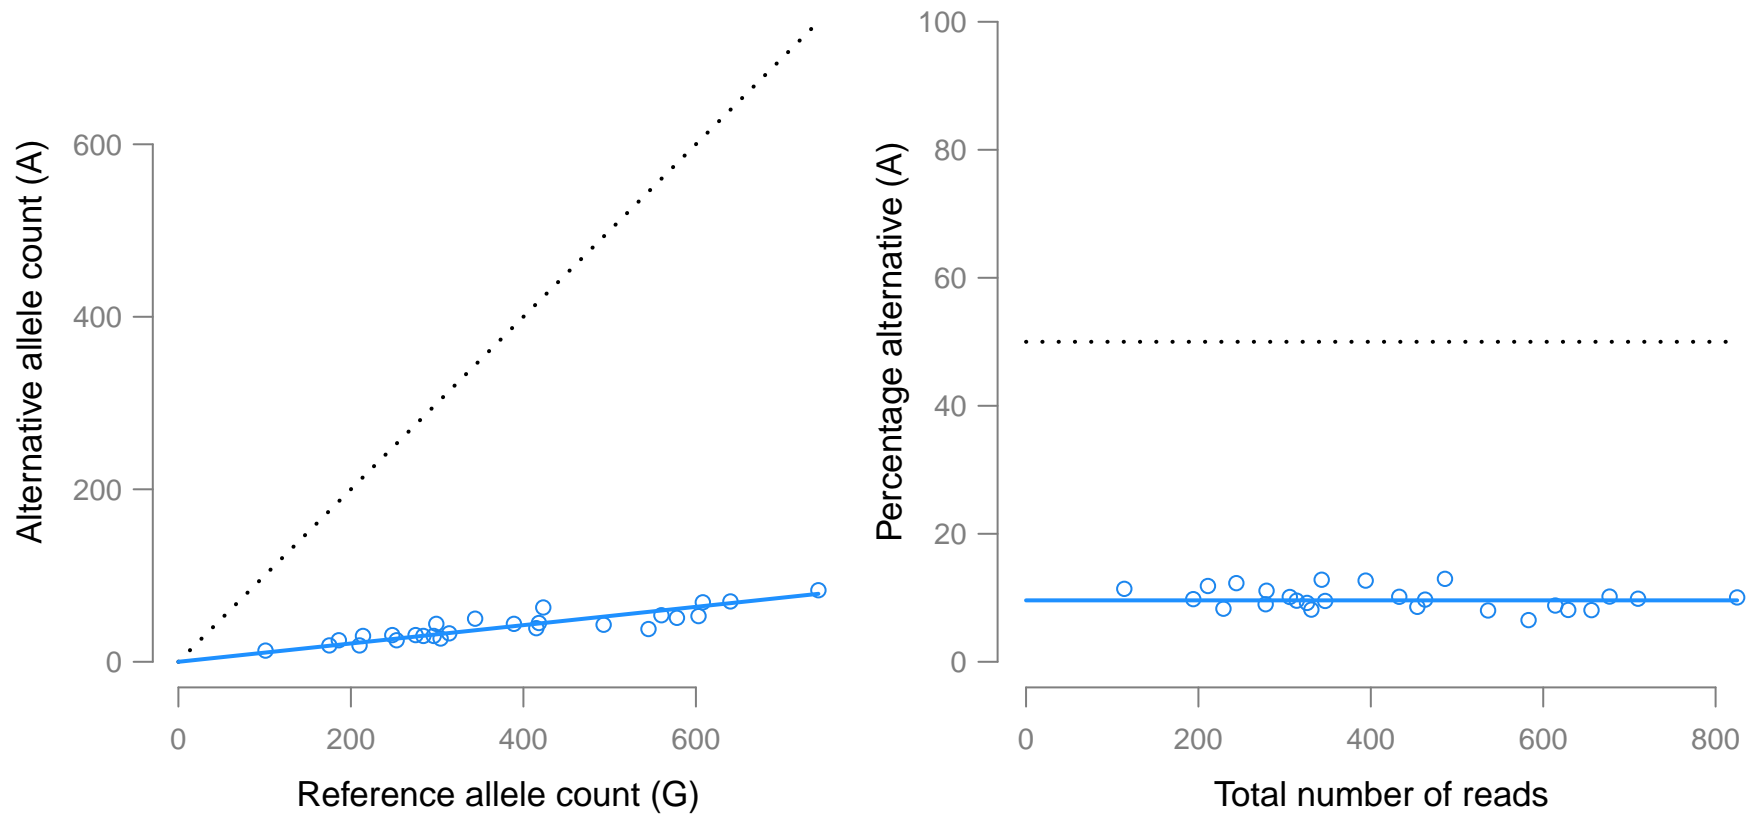 Alternative allele count (A)
600
400
200
0
0 200 400 600
Reference allele count (G)
Percentage alternative (A)
100
80
60
40
20
0
0 200 400 600 800
Total number of reads